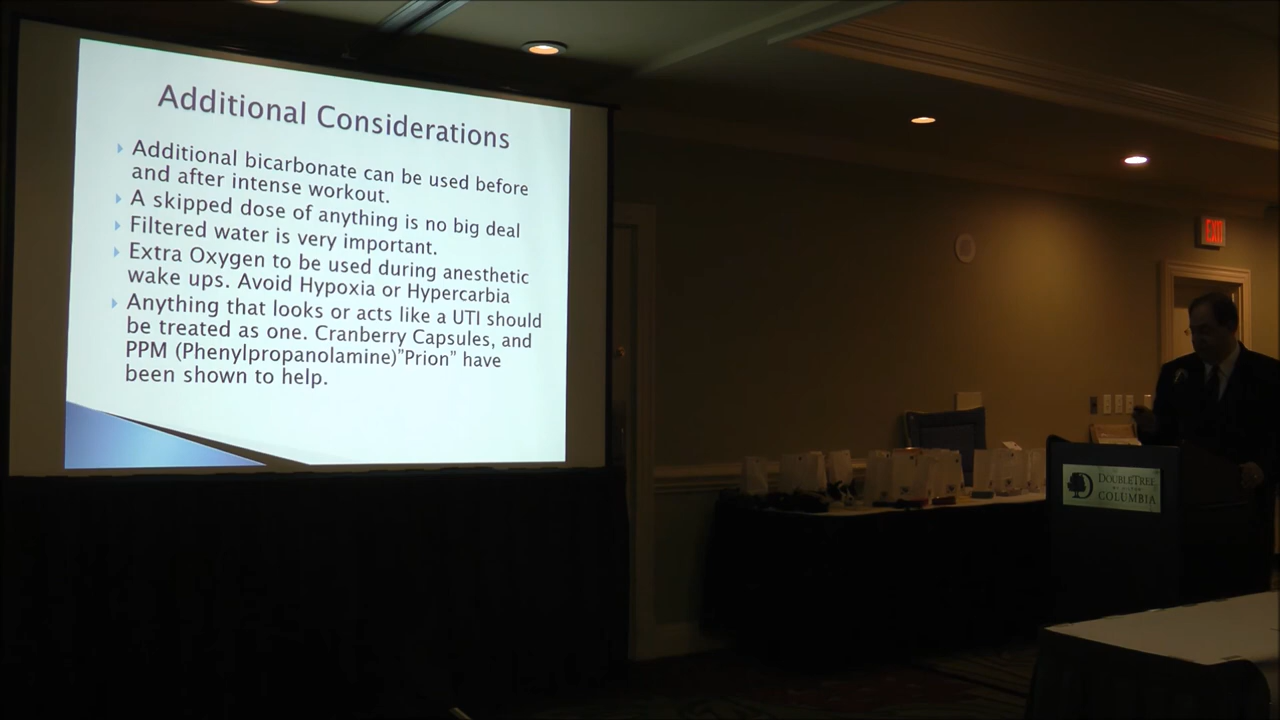 Additional Considerations
Additional bicarbonate can be used before
and after intense workout.
A skipped dose of anything is no big deal
Filtered water is very important.
Extra Oxygen to be used during anesthetic
wake ups. Avoid Hypoxia or Hypercarbia
Anything that looks or acts like a UTI should
be treated as one. Cranberry Capsules, and
PPM (Phenylpropanolamine)"Prion" have
been shown to help.
EXIT
DOUBLETREE
BY HILTON
COLUMBIA